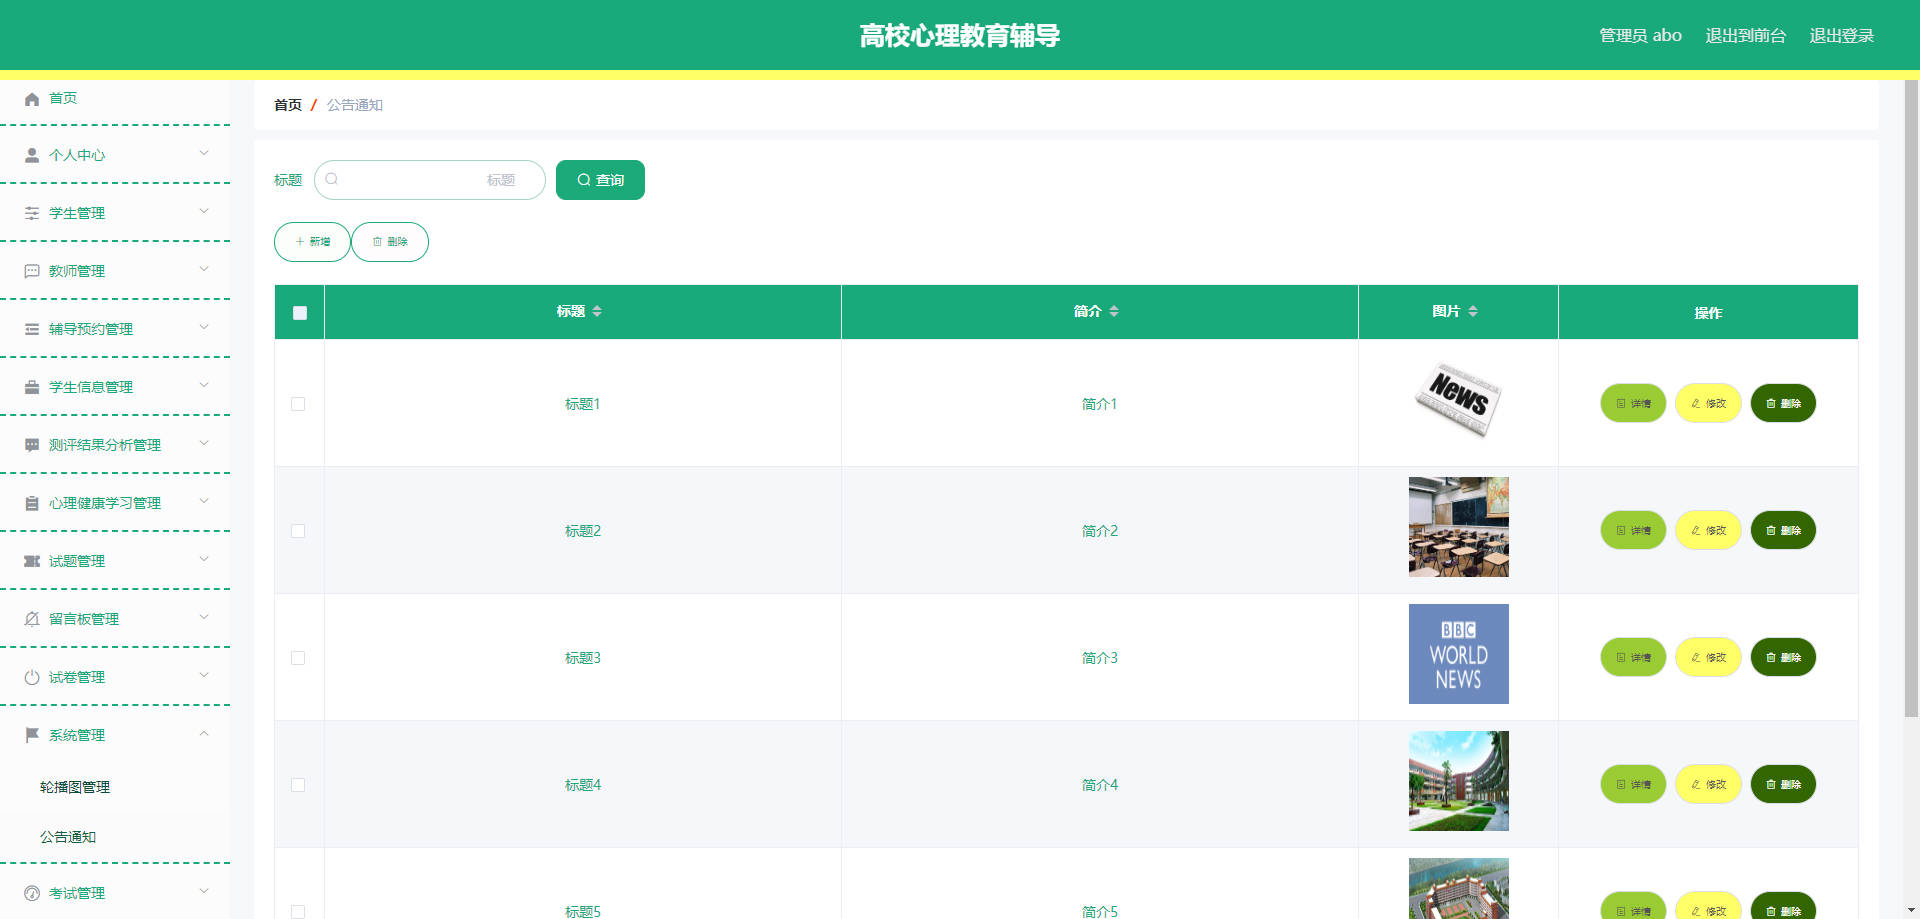 高校心理教育辅导
管理员 abo 退出到前台 退出登录
首页
个人中心
学生管理
教师管理
辅导预约管理
学生信息管理
测评结果分析管理
心理健康学习管理
试题管理
留言板管理
试卷管理
系统管理
轮播图管理
公告通知
考试管理
首页 / 公告通知
标题 标题 查询
新增 删除
标题 简介 图片 操作
标题1 简介1 News 详情 修改 删除
标题2 简介2 详情 修改 删除
标题3 简介3 BBC WORLD NEWS 详情 修改 删除
标题4 简介4 详情 修改 删除
标题5 简介5 详情 修改 删除